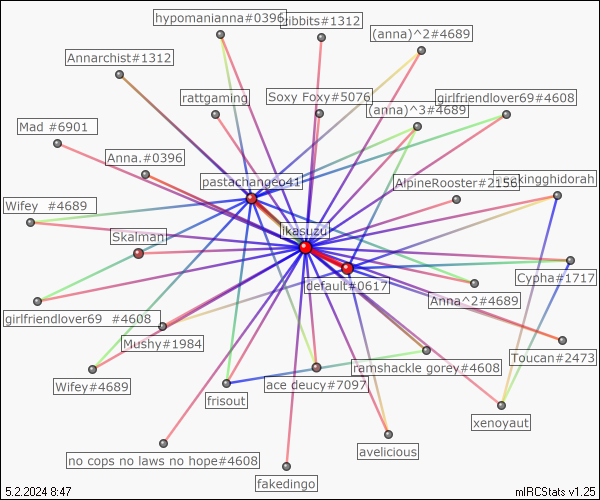 hypomanianna#0396
ribbits#1312
(anna)^2#4689
Annarchist#1312
rattgaming
Soxy Foxy#5076
girlfriendlover69#4608
(anna)^3#4689
Mad #6901
Anna.#0396
pastachangeo41
AlpineRooster#2156
Wifey #4689
ikasuzu
Skalman
default#0617
Cypha#1717
Anna^2#4689
girlfriendlover69 #4608
Mushy#1984
Toucan#2473
ramshackle gorey#4608
Wifey#4689
ace deucy#7097
frisout
xenoyaut
avelicious
no cops no laws no hope#4608
fakedingo
5.2.2024 8:47
mIRCStats v1.25